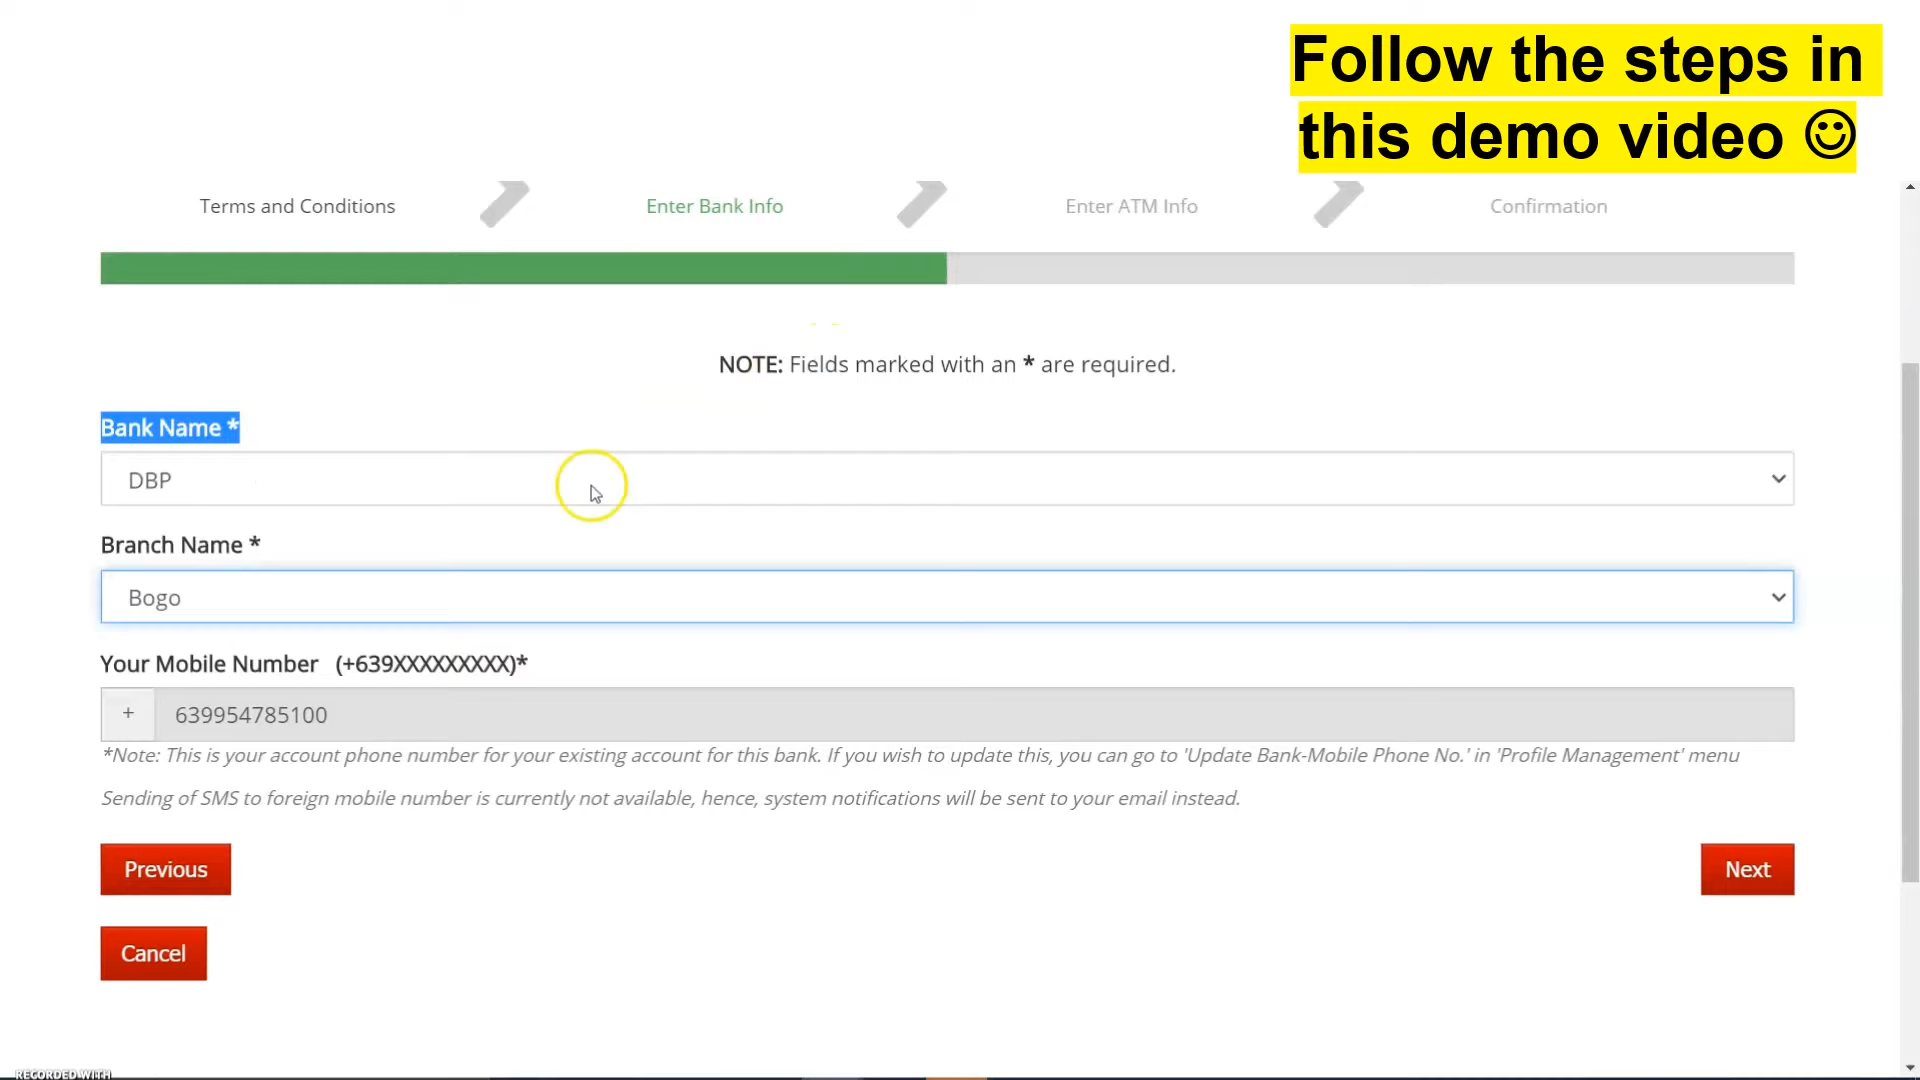 Follow the steps in
this demo video ☺
Terms and Conditions
Enter Bank Info
Enter ATM Info
Confirmation
NOTE: Fields marked with an * are required.
Bank Name *
DBP
Branch Name *
Bogo
Your Mobile Number (+639XXXXXXXXX)*
+ 639954785100
*Note: This is your account phone number for your existing account for this bank. If you wish to update this, you can go to 'Update Bank-Mobile Phone No.' in 'Profile Management' menu
Sending of SMS to foreign mobile number is currently not available, hence, system notifications will be sent to your email instead.
Previous
Next
Cancel
RECORDED WITH